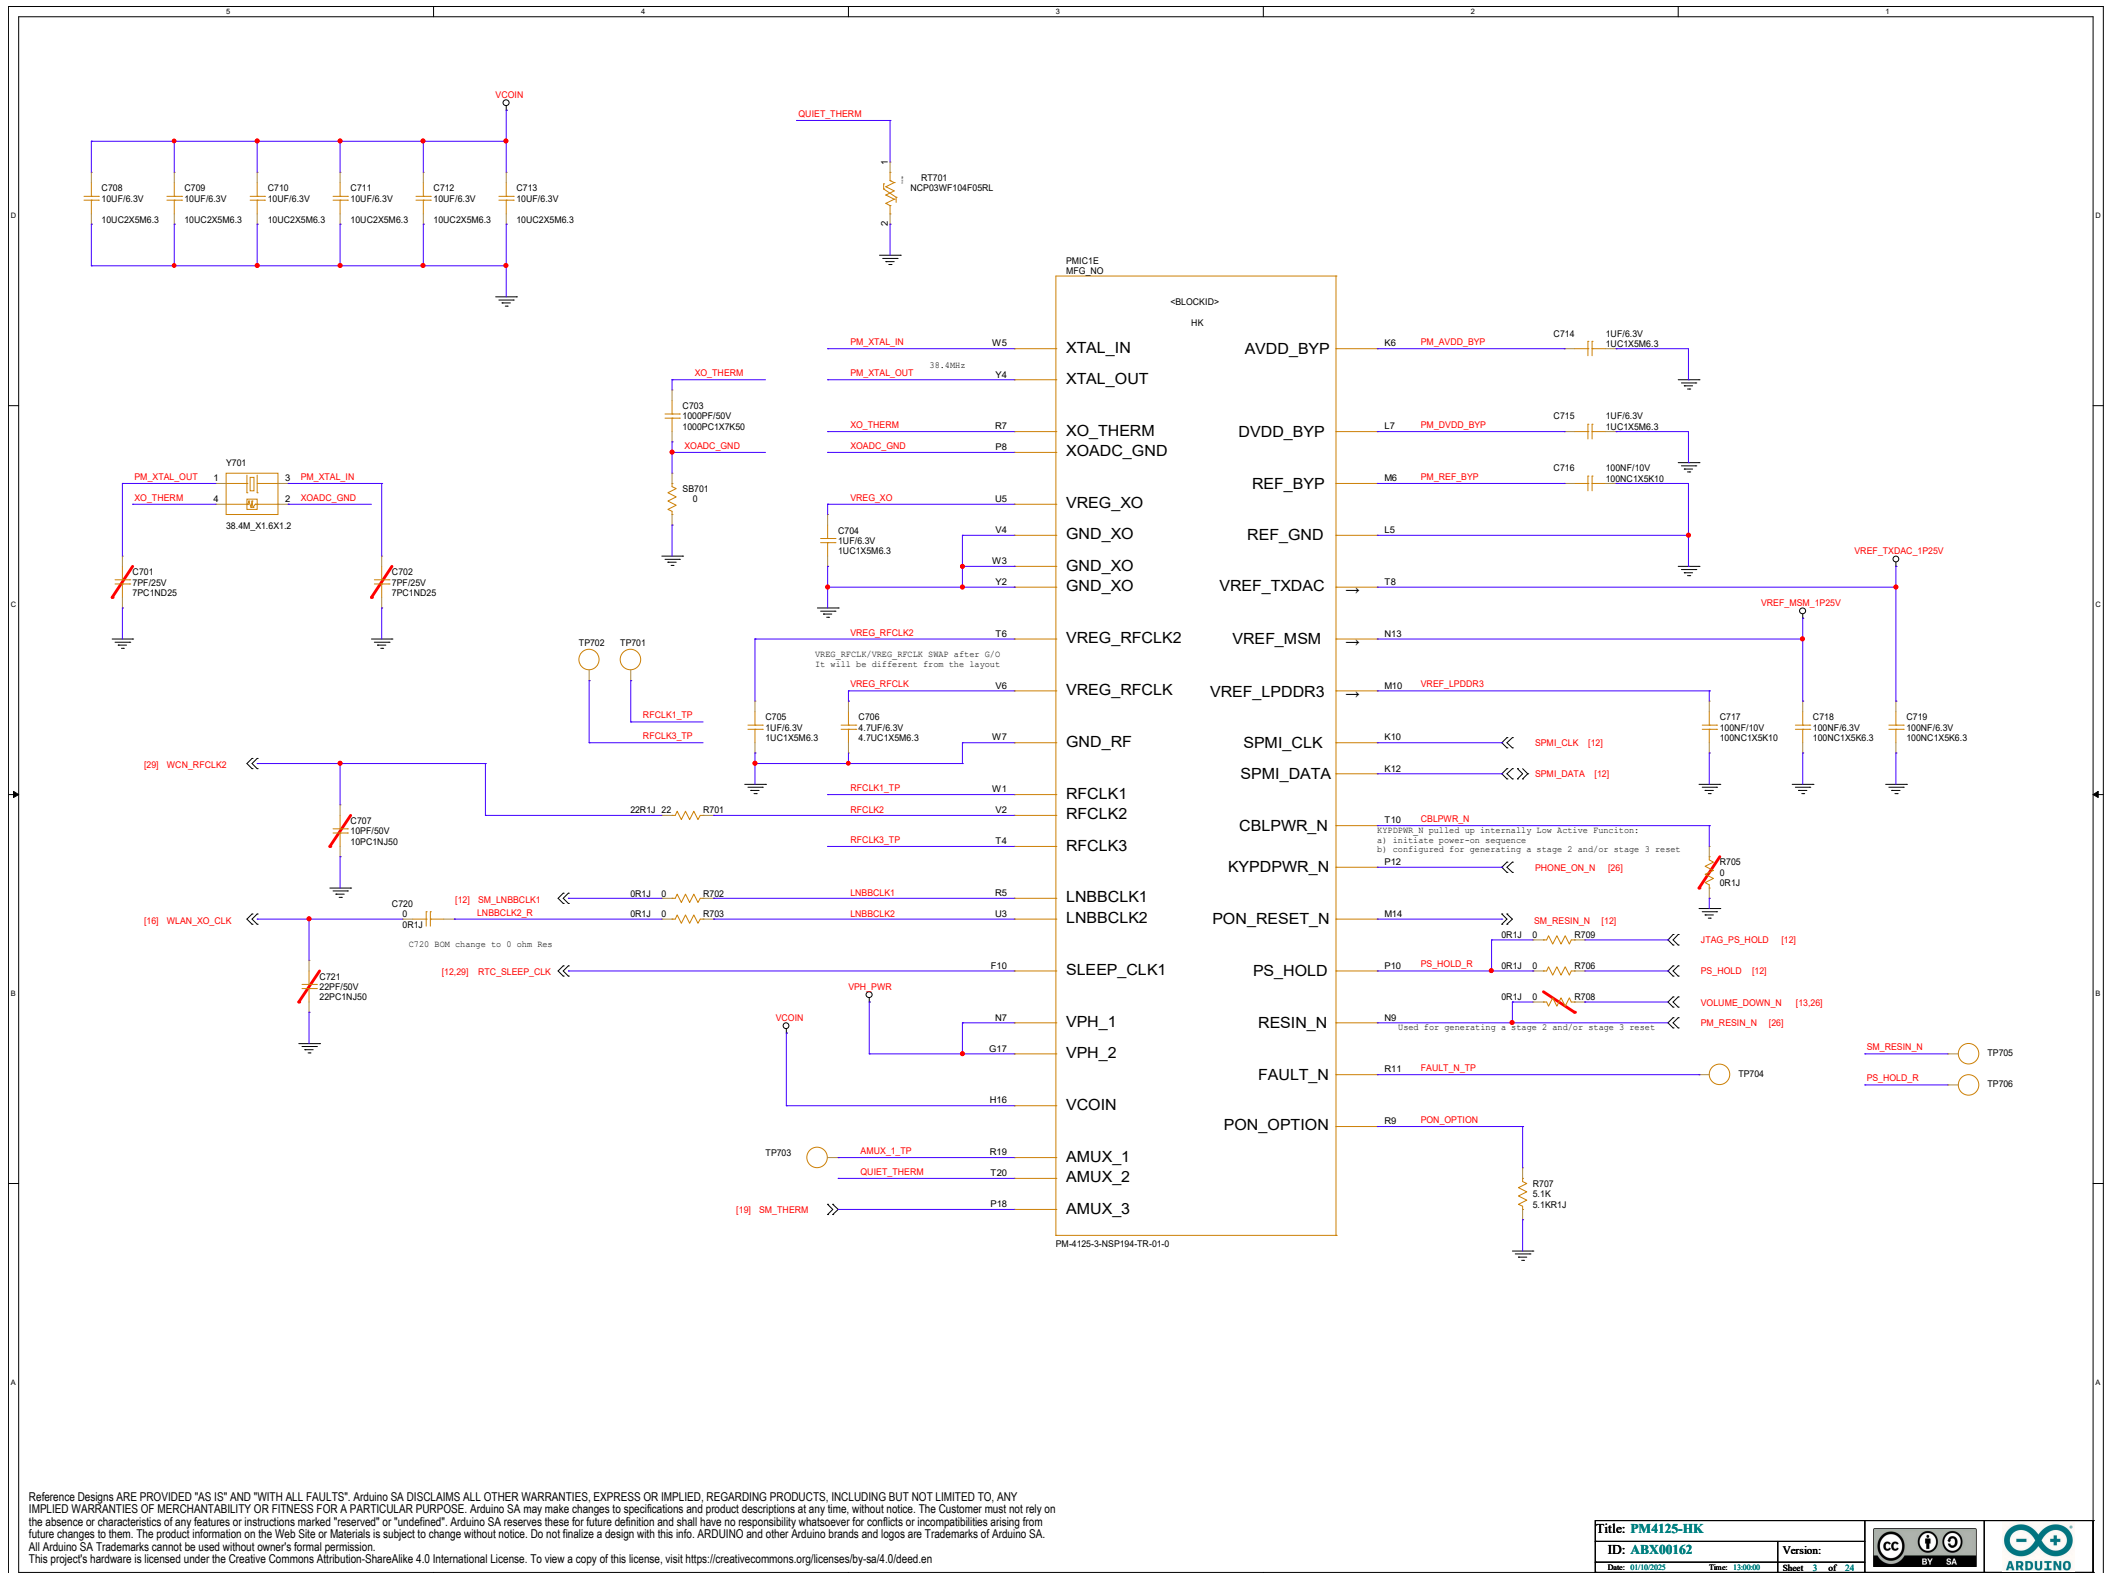 5 4 3 2 1
D
C
B
A
D
C
B
A
VCOIN
C708
10UF/6.3V
10UC2X5M6.3
C709
10UF/6.3V
10UC2X5M6.3
C710
10UF/6.3V
10UC2X5M6.3
C711
10UF/6.3V
10UC2X5M6.3
C712
10UF/6.3V
10UC2X5M6.3
C713
10UF/6.3V
10UC2X5M6.3
QUIET_THERM
1
RT701
NCP03WF104F05RL
2
Y701
PM_XTAL_OUT 1 3 PM_XTAL_IN
XO_THERM 4 2 XOADC_GND
38.4M_X1.6X1.2
C701
7PF/25V
7PC1ND25
C702
7PF/25V
7PC1ND25
XO_THERM
C703
1000PF/50V
1000PC1X7K50
XOADC_GND
SB701
0
TP702 TP701
RFCLK1_TP
RFCLK3_TP
PMIC1E
MFG_NO
<BLOCKID>
HK
PM_XTAL_IN W5 XTAL_IN
38.4MHz
PM_XTAL_OUT Y4 XTAL_OUT
XO_THERM R7 XO_THERM
XOADC_GND P8 XOADC_GND
VREG_XO U5 VREG_XO
C704
1UF/6.3V
1UC1X5M6.3
V4 GND_XO
W3 GND_XO
Y2 GND_XO
VREG_RFCLK2 T6 VREG_RFCLK2
VREG_RFCLK/VREG_RFCLK SWAP after G/O
It will be different from the layout
VREG_RFCLK V6 VREG_RFCLK
C705
1UF/6.3V
1UC1X5M6.3
C706
4.7UF/6.3V
4.7UC1X5M6.3
W7 GND_RF
RFCLK1_TP W1 RFCLK1
[29] WCN_RFCLK2
22R1J 22 R701 RFCLK2 V2 RFCLK2
C707
10PF/50V
10PC1NJ50
RFCLK3_TP T4 RFCLK3
[12] SM_LNBBCLK1 0R1J 0 R702 LNBBCLK1 R5 LNBBCLK1
[16] WLAN_XO_CLK
C720
0
0R1J
LNBBCLK2_R 0R1J 0 R703 LNBBCLK2 U3 LNBBCLK2
C720 BOM change to 0 ohm Res
C721
22PF/50V
22PC1NJ50
[12,29] RTC_SLEEP_CLK F10 SLEEP_CLK1
VPH_PWR
N7 VPH_1
G17 VPH_2
VCOIN
H16 VCOIN
TP703 AMUX_1_TP R19 AMUX_1
QUIET_THERM T20 AMUX_2
[19] SM_THERM P18 AMUX_3
PM-4125-3-NSP194-TR-01-0
AVDD_BYP K6 PM_AVDD_BYP C714 1UF/6.3V
1UC1X5M6.3
DVDD_BYP L7 PM_DVDD_BYP C715 1UF/6.3V
1UC1X5M6.3
REF_BYP M6 PM_REF_BYP C716 100NF/10V
100NC1X5K10
REF_GND L5
VREF_TXDAC_1P25V
VREF_TXDAC T8
VREF_MSM_1P25V
VREF_MSM N13
VREF_LPDDR3 M10 VREF_LPDDR3
C717
100NF/10V
100NC1X5K10
C718
100NF/6.3V
100NC1X5K6.3
C719
100NF/6.3V
100NC1X5K6.3
SPMI_CLK K10 SPMI_CLK [12]
SPMI_DATA K12 SPMI_DATA [12]
CBLPWR_N T10 CBLPWR_N
KYPDPWR_N pulled up internally Low Active Funciton:
a) initiate power-on sequence
b) configured for generating a stage 2 and/or stage 3 reset
KYPDPWR_N P12 PHONE_ON_N [26]
R705
0
0R1J
PON_RESET_N M14 SM_RESIN_N [12]
0R1J 0 R709 JTAG_PS_HOLD [12]
PS_HOLD P10 PS_HOLD_R 0R1J 0 R706 PS_HOLD [12]
0R1J 0 R708 VOLUME_DOWN_N [13,26]
RESIN_N N9 PM_RESIN_N [26]
Used for generating a stage 2 and/or stage 3 reset
SM_RESIN_N TP705
PS_HOLD_R TP706
FAULT_N R11 FAULT_N_TP TP704
PON_OPTION R9 PON_OPTION
R707
5.1K
5.1KR1J
Reference Designs ARE PROVIDED "AS IS" AND "WITH ALL FAULTS". Arduino SA DISCLAIMS ALL OTHER WARRANTIES, EXPRESS OR IMPLIED, REGARDING PRODUCTS, INCLUDING BUT NOT LIMITED TO, ANY
IMPLIED WARRANTIES OF MERCHANTABILITY OR FITNESS FOR A PARTICULAR PURPOSE. Arduino SA may make changes to specifications and product descriptions at any time, without notice. The Customer must not rely on
the absence or characteristics of any features or instructions marked "reserved" or "undefined". Arduino SA reserves these for future definition and shall have no responsibility whatsoever for conflicts or incompatibilities arising from
future changes to them. The product information on the Web Site or Materials is subject to change without notice. Do not finalize a design with this info. ARDUINO and other Arduino brands and logos are Trademarks of Arduino SA.
All Arduino SA Trademarks cannot be used without owner's formal permission.
This project's hardware is licensed under the Creative Commons Attribution-ShareAlike 4.0 International License. To view a copy of this license, visit https://creativecommons.org/licenses/by-sa/4.0/deed.en
Title: PM4125-HK
ID: ABX00162 Version:
Date: 01/10/2025 Time: 13:00:00 Sheet 3 of 24
CC BY SA
ARDUINO